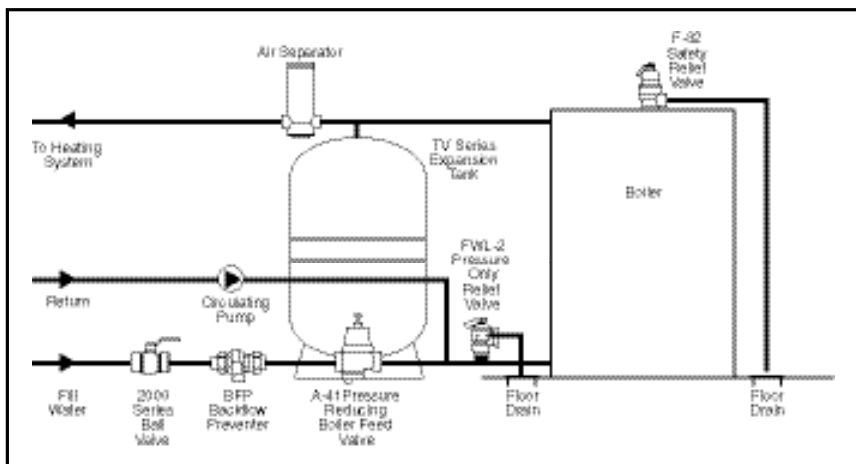 Air Separator
F-82
Safety
Relief
Valve
To Heating
System
TV Series
Expansion
Tank
Boiler
FWL-2
Pressure
Only
Relief
Valve
Return
Circulating
Pump
Fill
Water
2000
Series
Ball
Valve
BFP
Backflow
Preventer
A-41 Pressure
Reducing
Boiler Feed
Valve
Floor
Drain
Floor
Drain